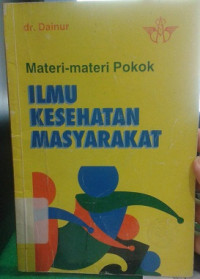 dr. Dainur
Materi-materi Pokok
ILMU
KESEHATAN
MASYARAKAT